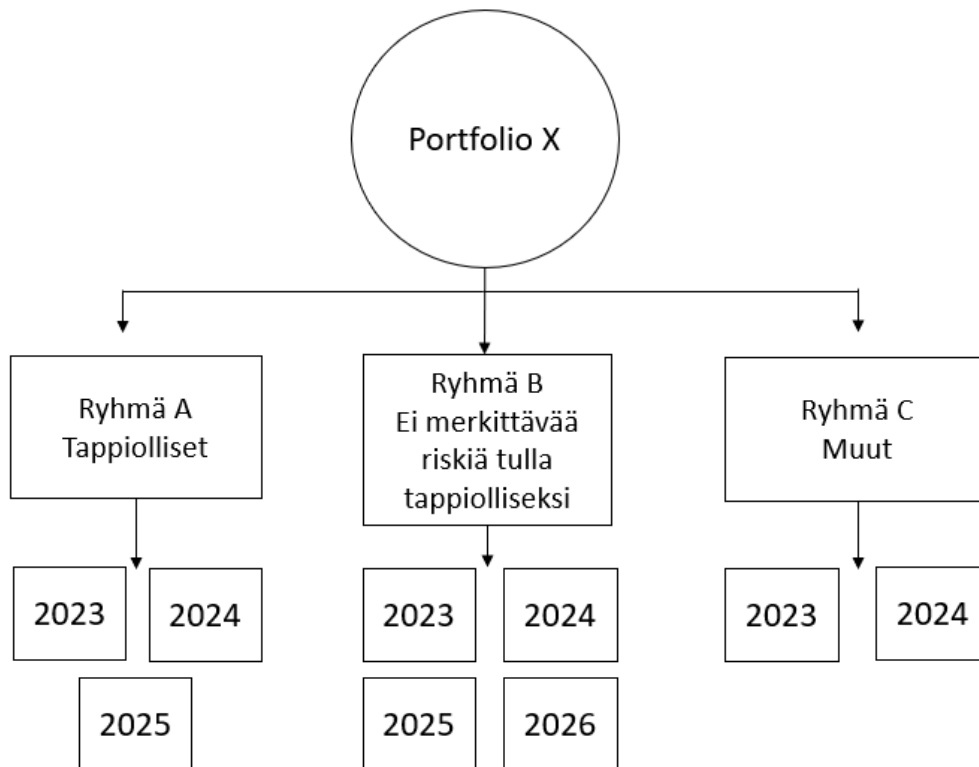 Portfolio X
Ryhmä A
Tappiolliset
Ryhmä B
Ei merkittävää
riskiä tulla
tappiolliseksi
Ryhmä C
Muut
2023
2024
2025
2023
2024
2025
2026
2023
2024